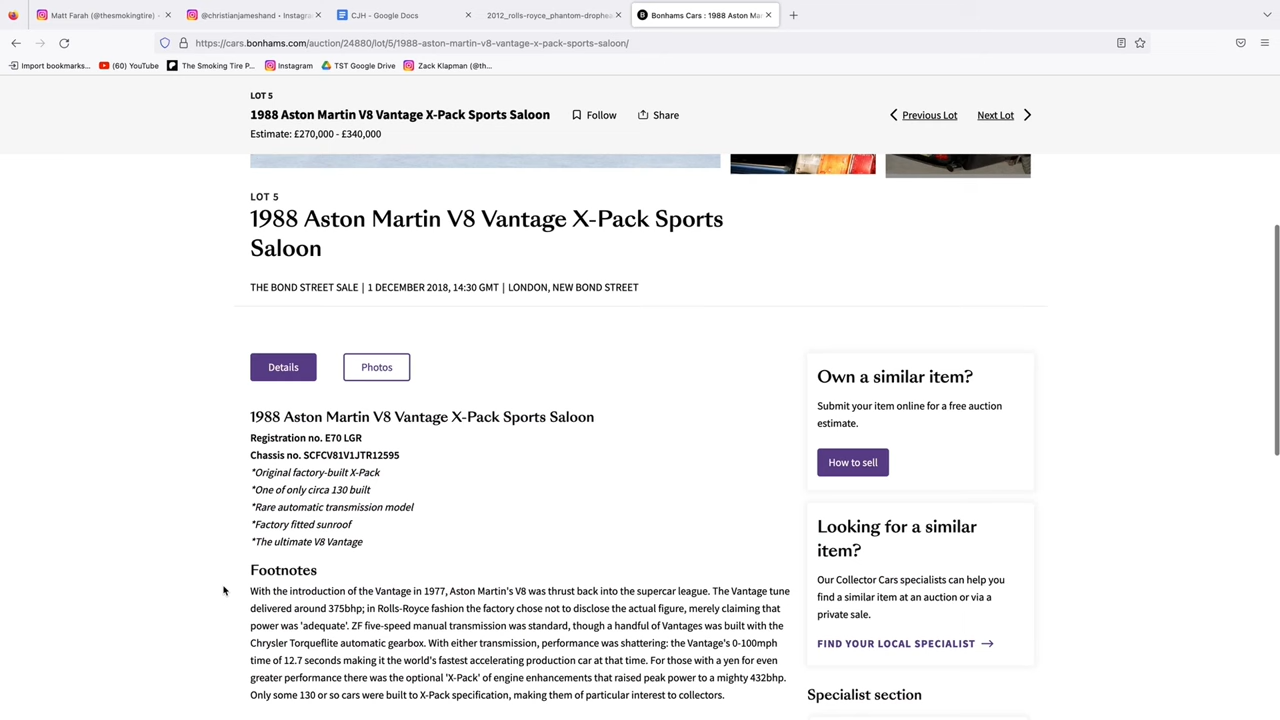 Matt Farah (@thesmokingtire)
@christianjameshand • Instagra
CJH - Google Docs
2012_rolls-royce_phantom-drophea
Bonhams Cars : 1988 Aston Mar
https://cars.bonhams.com/auction/24880/lot/5/1988-aston-martin-v8-vantage-x-pack-sports-saloon/
Import bookmarks...
(60) YouTube
The Smoking Tire P...
Instagram
TST Google Drive
Zack Klapman (@th...
LOT 5
1988 Aston Martin V8 Vantage X-Pack Sports Saloon
Follow
Share
Previous Lot
Next Lot
Estimate: £270,000 - £340,000
LOT 5
1988 Aston Martin V8 Vantage X-Pack Sports
Saloon
THE BOND STREET SALE | 1 DECEMBER 2018, 14:30 GMT | LONDON, NEW BOND STREET
Details
Photos
1988 Aston Martin V8 Vantage X-Pack Sports Saloon
Registration no. E70 LGR
Chassis no. SCFCV81V1JTR12595
*Original factory-built X-Pack
*One of only circa 130 built
*Rare automatic transmission model
*Factory fitted sunroof
*The ultimate V8 Vantage
Footnotes
With the introduction of the Vantage in 1977, Aston Martin's V8 was thrust back into the supercar league. The Vantage tune
delivered around 375bhp; in Rolls-Royce fashion the factory chose not to disclose the actual figure, merely claiming that
power was 'adequate'. ZF five-speed manual transmission was standard, though a handful of Vantages was built with the
Chrysler Torqueflite automatic gearbox. With either transmission, performance was shattering: the Vantage's 0-100mph
time of 12.7 seconds making it the world's fastest accelerating production car at that time. For those with a yen for even
greater performance there was the optional 'X-Pack' of engine enhancements that raised peak power to a mighty 432bhp.
Only some 130 or so cars were built to X-Pack specification, making them of particular interest to collectors.
Own a similar item?
Submit your item online for a free auction
estimate.
How to sell
Looking for a similar
item?
Our Collector Cars specialists can help you
find a similar item at an auction or via a
private sale.
FIND YOUR LOCAL SPECIALIST
Specialist section